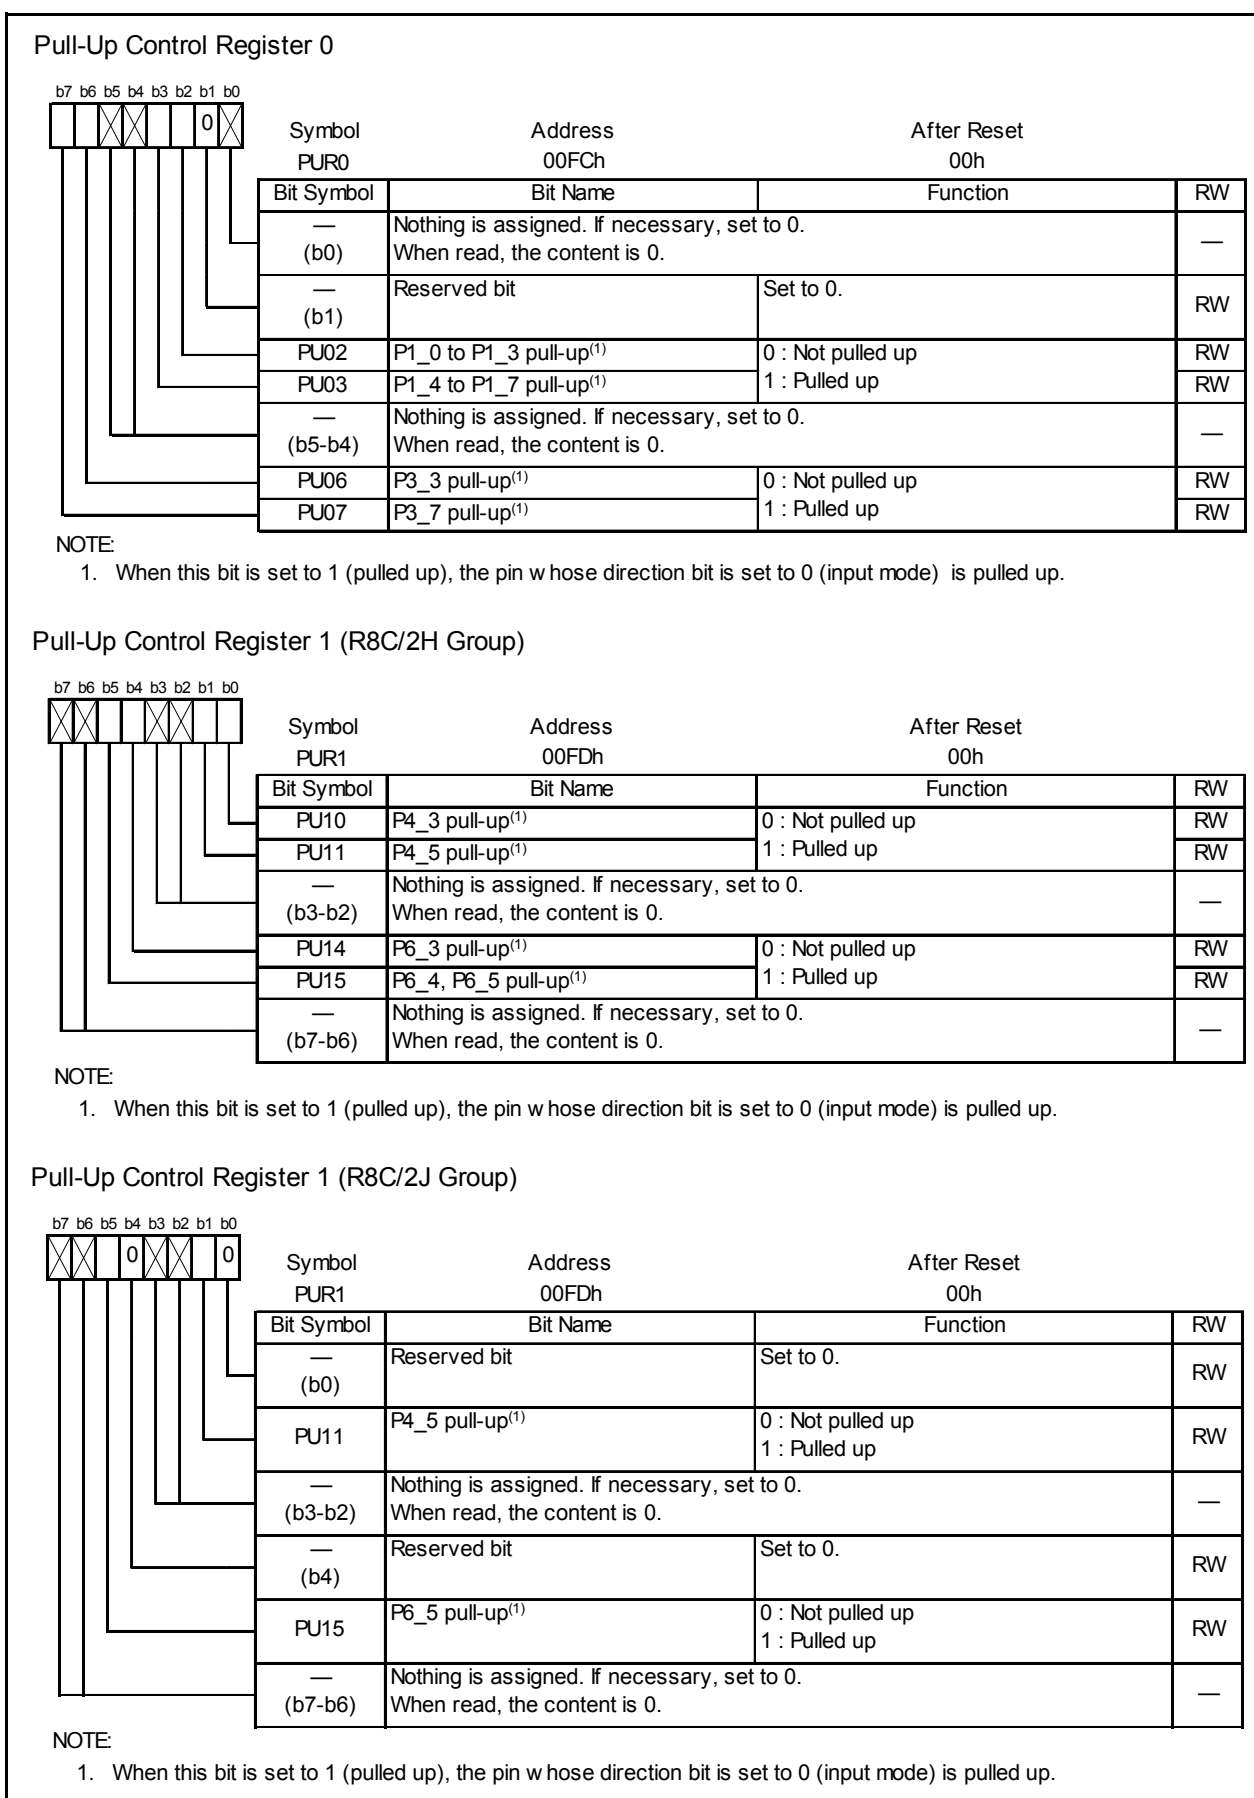 Pull-Up Control Register 0
b7 b6 b5 b4 b3 b2 b1 b0
0
Symbol Address After Reset
PUR0 00FCh 00h
Bit Symbol Bit Name Function RW
— Nothing is assigned. If necessary, set to 0.
(b0) When read, the content is 0. —
— Reserved bit Set to 0. RW
(b1)
PU02 P1_0 to P1_3 pull-up(1) 0 : Not pulled up RW
PU03 P1_4 to P1_7 pull-up(1) 1 : Pulled up RW
— Nothing is assigned. If necessary, set to 0.
(b5-b4) When read, the content is 0. —
PU06 P3_3 pull-up(1) 0 : Not pulled up RW
PU07 P3_7 pull-up(1) 1 : Pulled up RW
NOTE:
1. When this bit is set to 1 (pulled up), the pin w hose direction bit is set to 0 (input mode) is pulled up.
Pull-Up Control Register 1 (R8C/2H Group)
b7 b6 b5 b4 b3 b2 b1 b0
Symbol Address After Reset
PUR1 00FDh 00h
Bit Symbol Bit Name Function RW
PU10 P4_3 pull-up(1) 0 : Not pulled up RW
PU11 P4_5 pull-up(1) 1 : Pulled up RW
— Nothing is assigned. If necessary, set to 0.
(b3-b2) When read, the content is 0. —
PU14 P6_3 pull-up(1) 0 : Not pulled up RW
PU15 P6_4, P6_5 pull-up(1) 1 : Pulled up RW
— Nothing is assigned. If necessary, set to 0.
(b7-b6) When read, the content is 0. —
NOTE:
1. When this bit is set to 1 (pulled up), the pin w hose direction bit is set to 0 (input mode) is pulled up.
Pull-Up Control Register 1 (R8C/2J Group)
b7 b6 b5 b4 b3 b2 b1 b0
0 0
Symbol Address After Reset
PUR1 00FDh 00h
Bit Symbol Bit Name Function RW
— Reserved bit Set to 0. RW
(b0)
PU11 P4_5 pull-up(1) 0 : Not pulled up RW
1 : Pulled up
— Nothing is assigned. If necessary, set to 0.
(b3-b2) When read, the content is 0. —
— Reserved bit Set to 0. RW
(b4)
PU15 P6_5 pull-up(1) 0 : Not pulled up RW
1 : Pulled up
— Nothing is assigned. If necessary, set to 0.
(b7-b6) When read, the content is 0. —
NOTE:
1. When this bit is set to 1 (pulled up), the pin w hose direction bit is set to 0 (input mode) is pulled up.